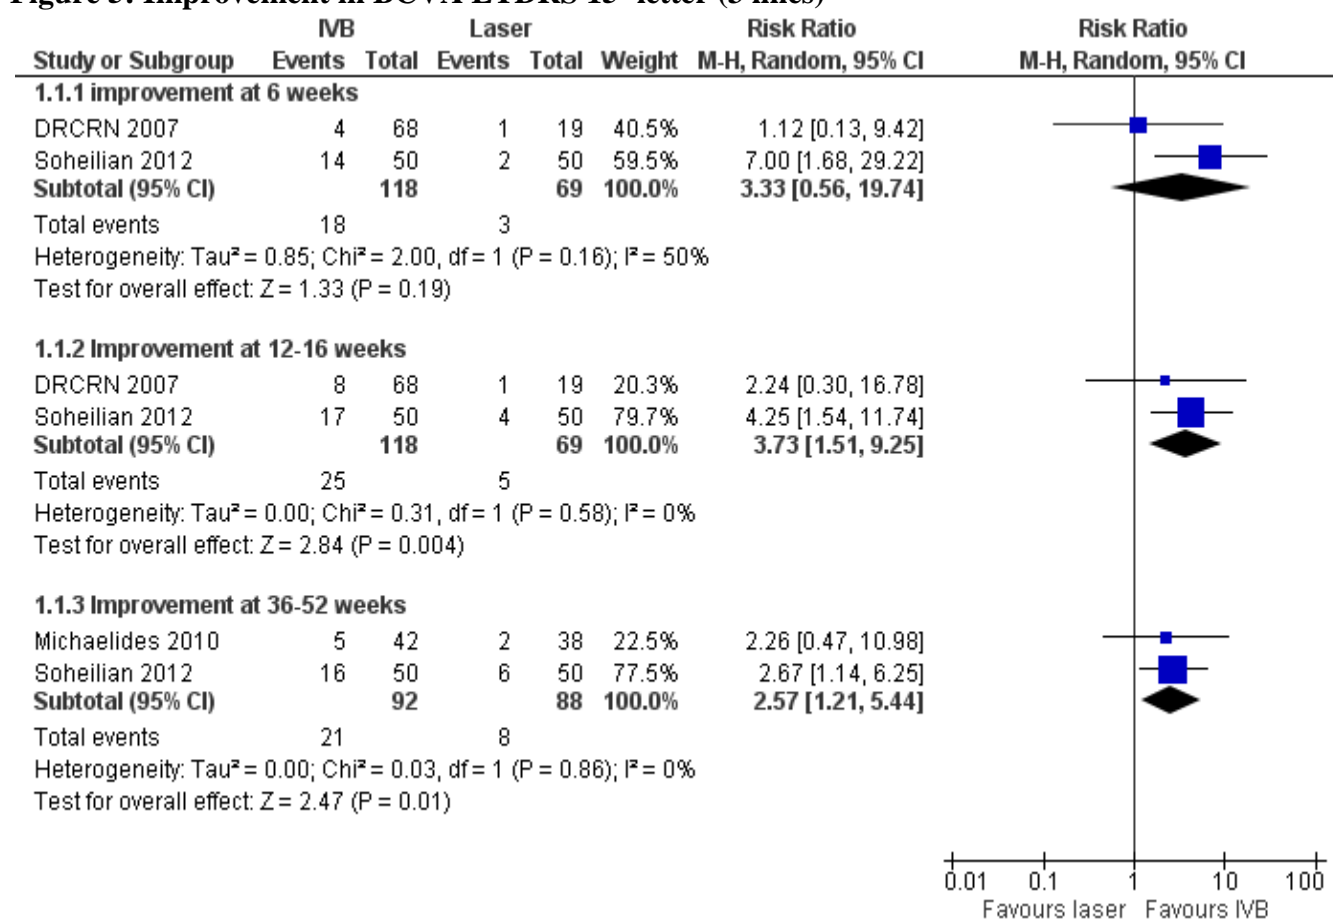 Figure 3: Improvement in BCVA ETDRS 15-letter (3 lines)
IVB Laser Risk Ratio Risk Ratio
Study or Subgroup Events Total Events Total Weight M-H, Random, 95% CI M-H, Random, 95% CI
1.1.1 improvement at 6 weeks
DRCRN 2007 4 68 1 19 40.5% 1.12 [0.13, 9.42]
Soheilian 2012 14 50 2 50 59.5% 7.00 [1.68, 29.22]
Subtotal (95% CI) 118 69 100.0% 3.33 [0.56, 19.74]
Total events 18 3
Heterogeneity: Tau² = 0.85; Chi² = 2.00, df = 1 (P = 0.16); I² = 50%
Test for overall effect: Z = 1.33 (P = 0.19)
1.1.2 Improvement at 12-16 weeks
DRCRN 2007 8 68 1 19 20.3% 2.24 [0.30, 16.78]
Soheilian 2012 17 50 4 50 79.7% 4.25 [1.54, 11.74]
Subtotal (95% CI) 118 69 100.0% 3.73 [1.51, 9.25]
Total events 25 5
Heterogeneity: Tau² = 0.00; Chi² = 0.31, df = 1 (P = 0.58); I² = 0%
Test for overall effect: Z = 2.84 (P = 0.004)
1.1.3 Improvement at 36-52 weeks
Michaelides 2010 5 42 2 38 22.5% 2.26 [0.47, 10.98]
Soheilian 2012 16 50 6 50 77.5% 2.67 [1.14, 6.25]
Subtotal (95% CI) 92 88 100.0% 2.57 [1.21, 5.44]
Total events 21 8
Heterogeneity: Tau² = 0.00; Chi² = 0.03, df = 1 (P = 0.86); I² = 0%
Test for overall effect: Z = 2.47 (P = 0.01)
0.01 0.1 1 10 100
Favours laser Favours IVB